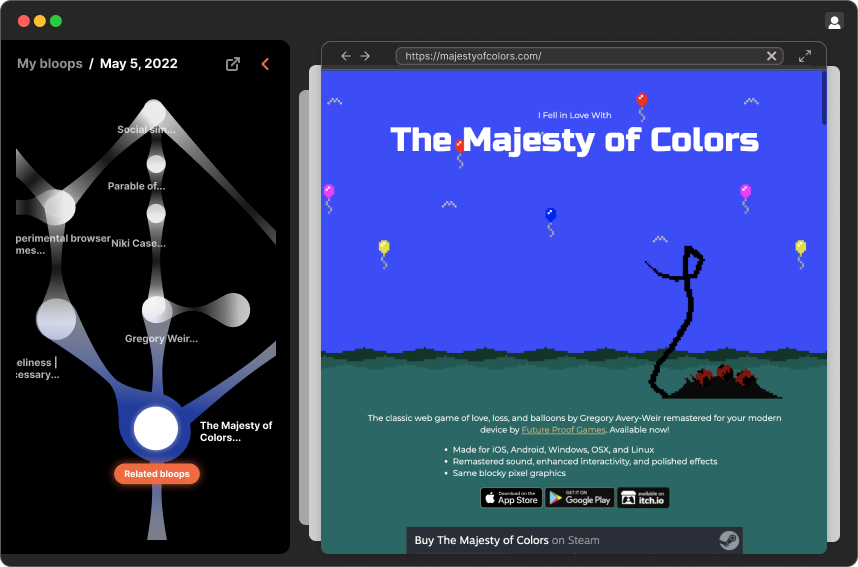 My bloops / May 5, 2022
Social sim...
Parable of...
perimental browser
mes...
Niki Case...
Gregory Weir...
eliness |
cessary...
The Majesty of
Colors...
Related bloops
https://majestyofcolors.com/
I Fell in Love With
The Majesty of Colors
The classic web game of love, loss, and balloons by Gregory Avery-Weir remastered for your modern
device by Future Proof Games. Available now!
• Made for iOS, Android, Windows, OSX, and Linux
• Remastered sound, enhanced interactivity, and polished effects
• Same blocky pixel graphics
Download on the
App Store
GET IT ON
Google Play
available on
itch.io
Buy The Majesty of Colors on Steam